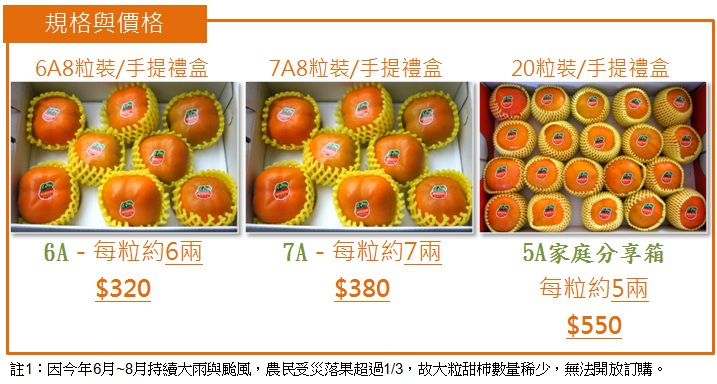 規格與價格
6A8粒裝/手提禮盒
7A8粒裝/手提禮盒
20粒裝/手提禮盒
6A - 每粒約6兩
$320
7A - 每粒約7兩
$380
5A家庭分享箱
每粒約5兩
$550
註1：因今年6月~8月持續大雨與颱風，農民受災落果超過1/3，故大粒甜柿數量稀少，無法開放訂購。